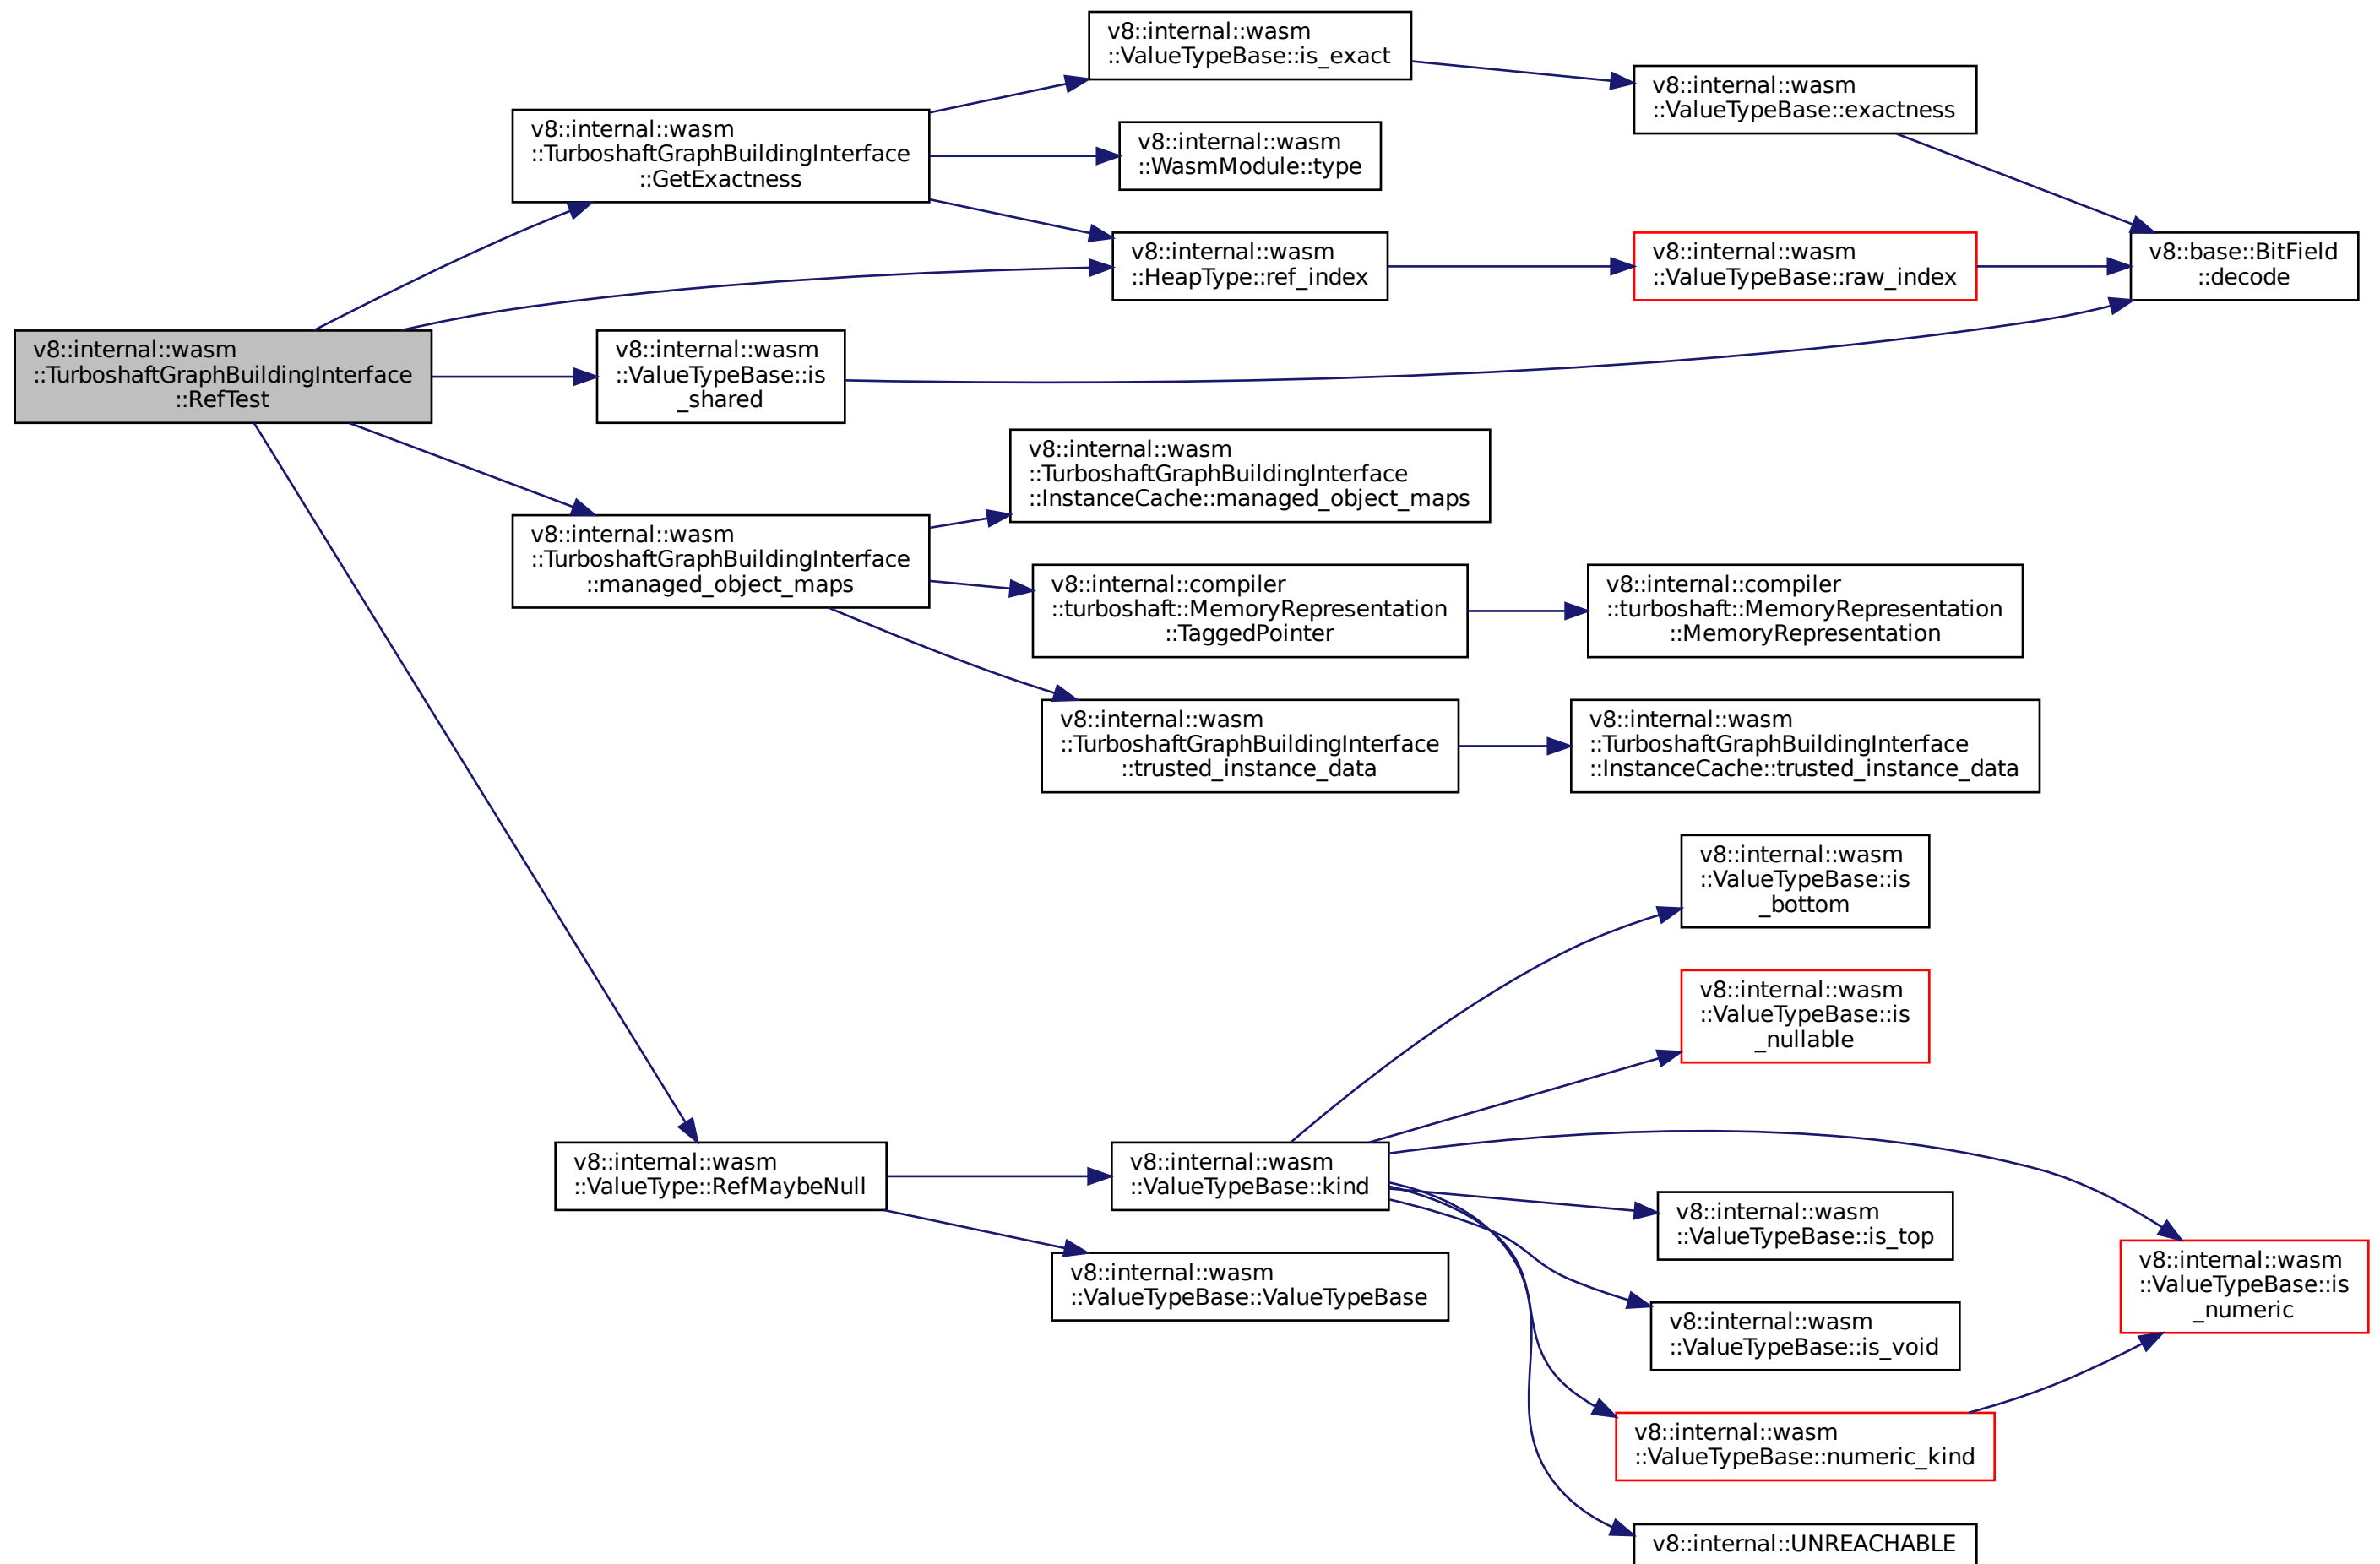 v8::internal::wasm
::ValueTypeBase::is_exact
v8::internal::wasm
::ValueTypeBase::exactness
v8::internal::wasm
::TurboshaftGraphBuildingInterface
::GetExactness
v8::internal::wasm
::WasmModule::type
v8::internal::wasm
::HeapType::ref_index
v8::internal::wasm
::ValueTypeBase::raw_index
v8::base::BitField
::decode
v8::internal::wasm
::TurboshaftGraphBuildingInterface
::RefTest
v8::internal::wasm
::ValueTypeBase::is
_shared
v8::internal::wasm
::TurboshaftGraphBuildingInterface
::InstanceCache::managed_object_maps
v8::internal::wasm
::TurboshaftGraphBuildingInterface
::managed_object_maps
v8::internal::compiler
::turboshaft::MemoryRepresentation
::TaggedPointer
v8::internal::compiler
::turboshaft::MemoryRepresentation
::MemoryRepresentation
v8::internal::wasm
::TurboshaftGraphBuildingInterface
::trusted_instance_data
v8::internal::wasm
::TurboshaftGraphBuildingInterface
::InstanceCache::trusted_instance_data
v8::internal::wasm
::ValueTypeBase::is
_bottom
v8::internal::wasm
::ValueTypeBase::is
_nullable
v8::internal::wasm
::ValueType::RefMaybeNull
v8::internal::wasm
::ValueTypeBase::kind
v8::internal::wasm
::ValueTypeBase::is_top
v8::internal::wasm
::ValueTypeBase::is
_numeric
v8::internal::wasm
::ValueTypeBase::ValueTypeBase
v8::internal::wasm
::ValueTypeBase::is_void
v8::internal::wasm
::ValueTypeBase::numeric_kind
v8::internal::UNREACHABLE